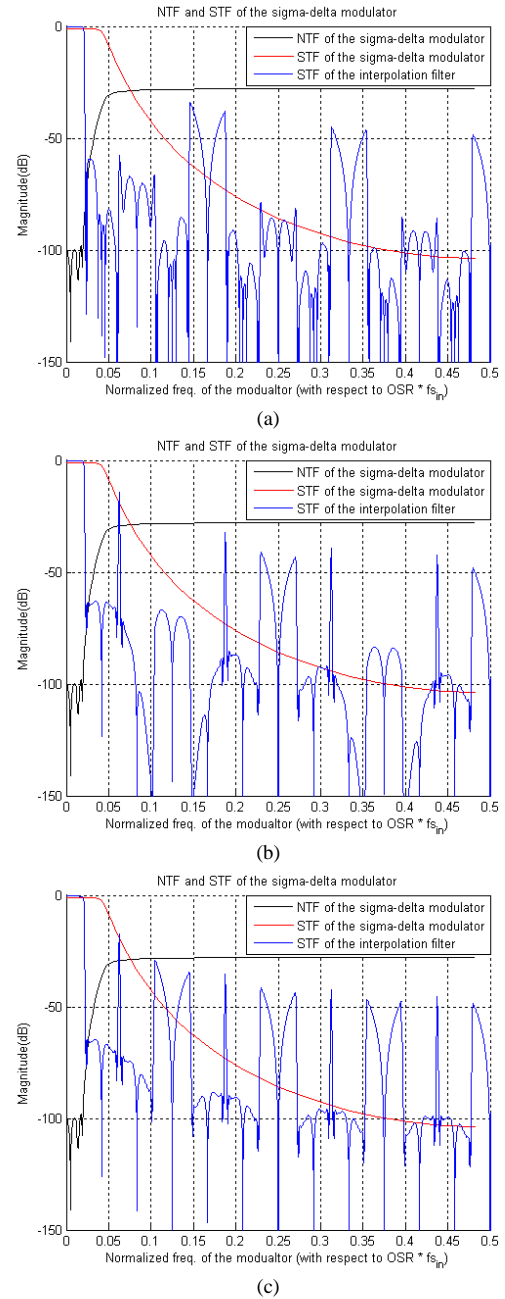 NTF and STF of the sigma-delta modulator
NTF of the sigma-delta modulator
STF of the sigma-delta modulator
STF of the interpolation filter
Magnitude(dB)
0
-50
-100
-150
0 0.05 0.1 0.15 0.2 0.25 0.3 0.35 0.4 0.45 0.5
Normalized freq. of the modualtor (with respect to OSR * fs_in)
(a)
NTF and STF of the sigma-delta modulator
NTF of the sigma-delta modulator
STF of the sigma-delta modulator
STF of the interpolation filter
Magnitude(dB)
0
-50
-100
-150
0 0.05 0.1 0.15 0.2 0.25 0.3 0.35 0.4 0.45 0.5
Normalized freq. of the modualtor (with respect to OSR * fs_in)
(b)
NTF and STF of the sigma-delta modulator
NTF of the sigma-delta modulator
STF of the sigma-delta modulator
STF of the interpolation filter
Magnitude(dB)
0
-50
-100
-150
0 0.05 0.1 0.15 0.2 0.25 0.3 0.35 0.4 0.45 0.5
Normalized freq. of the modualtor (with respect to OSR * fs_in)
(c)